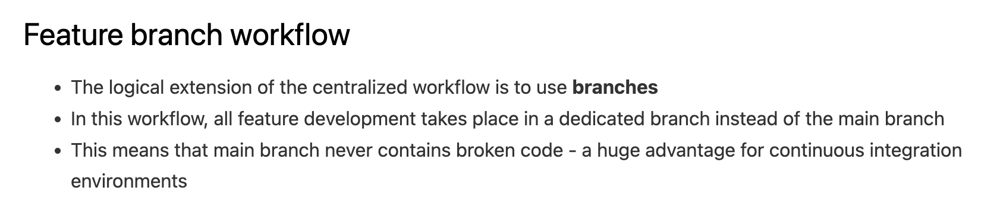 Feature branch workflow
• The logical extension of the centralized workflow is to use branches
• In this workflow, all feature development takes place in a dedicated branch instead of the main branch
• This means that main branch never contains broken code - a huge advantage for continuous integration
environments